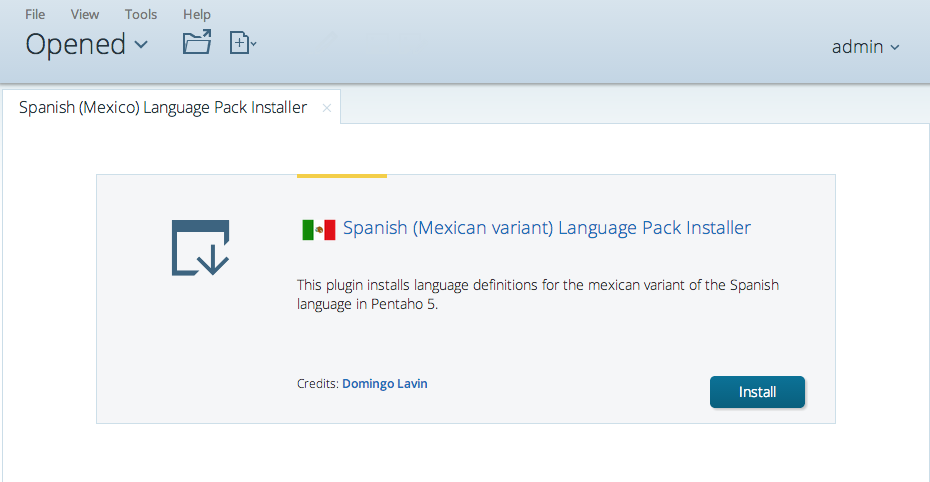 File View Tools Help
Opened
admin
Spanish (Mexico) Language Pack Installer ×
Spanish (Mexican variant) Language Pack Installer
This plugin installs language definitions for the mexican variant of the Spanish
language in Pentaho 5.
Credits: Domingo Lavin
Install